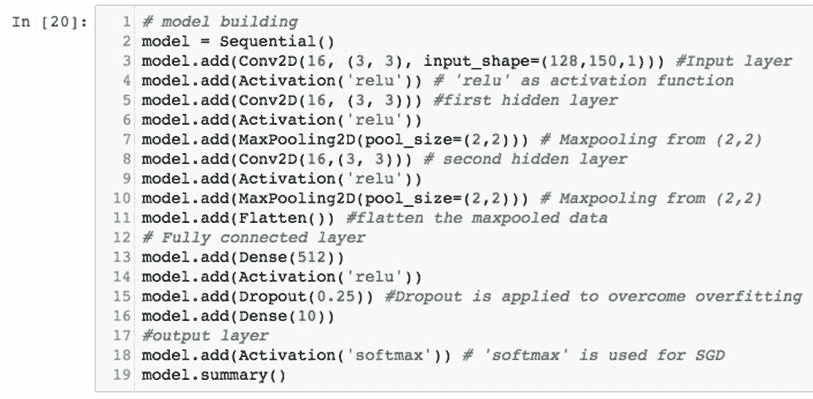 In [20]:
1 # model building
2 model = Sequential()
3 model.add(Conv2D(16, (3, 3), input_shape=(128,150,1))) #Input layer
4 model.add(Activation('relu')) # 'relu' as activation function
5 model.add(Conv2D(16, (3, 3))) #first hidden layer
6 model.add(Activation('relu'))
7 model.add(MaxPooling2D(pool_size=(2,2))) # Maxpooling from (2,2)
8 model.add(Conv2D(16,(3, 3))) # second hidden layer
9 model.add(Activation('relu'))
10 model.add(MaxPooling2D(pool_size=(2,2))) # Maxpooling from (2,2)
11 model.add(Flatten()) #flatten the maxpooled data
12 # Fully connected layer
13 model.add(Dense(512))
14 model.add(Activation('relu'))
15 model.add(Dropout(0.25)) #Dropout is applied to overcome overfitting
16 model.add(Dense(10))
17 #output layer
18 model.add(Activation('softmax')) # 'softmax' is used for SGD
19 model.summary()